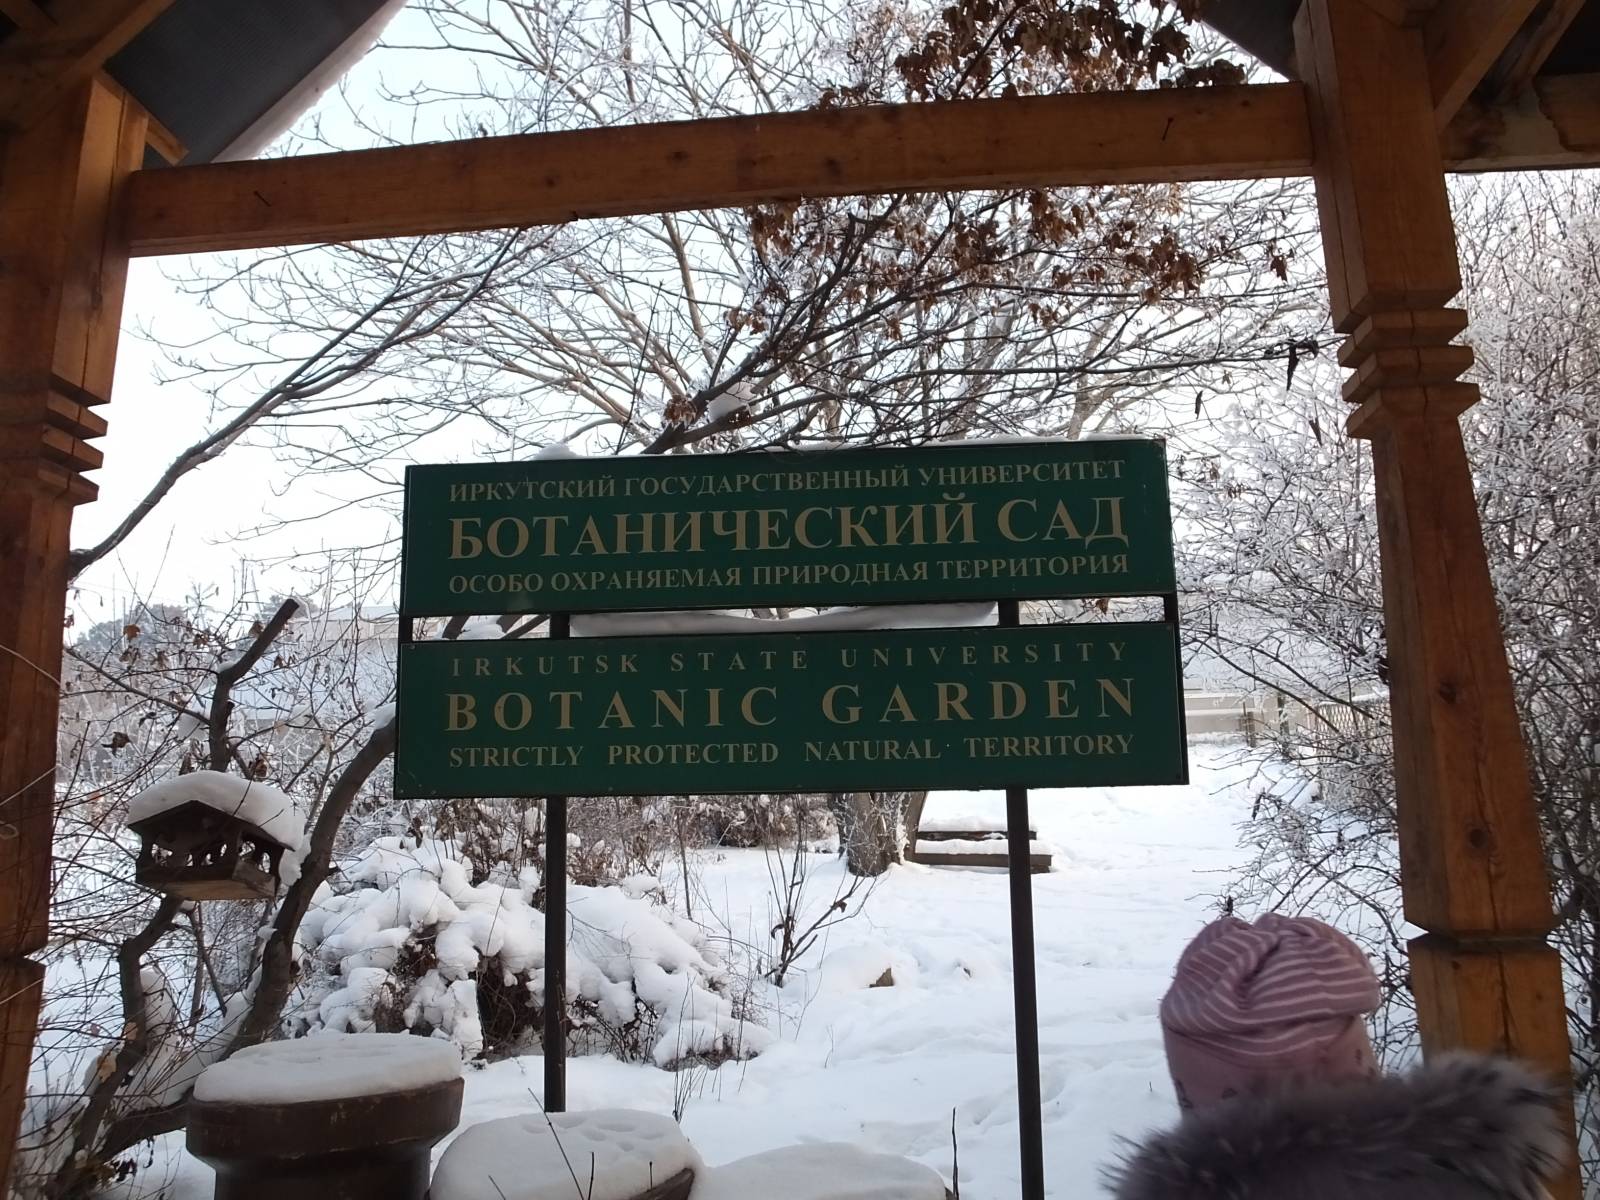 ИРКУТСКИЙ ГОСУДАРСТВЕННЫЙ УНИВЕРСИТЕТ
БОТАНИЧЕСКИЙ САД
ОСОБО ОХРАНЯЕМАЯ ПРИРОДНАЯ ТЕРРИТОРИЯ
IRKUTSK STATE UNIVERSITY
BOTANIC GARDEN
STRICTLY PROTECTED NATURAL TERRITORY